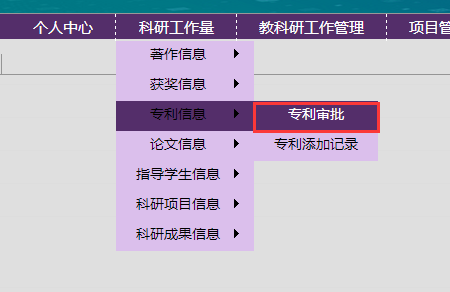 个人中心 科研工作量 教科研工作管理 项目管
著作信息
获奖信息
专利信息 专利审批
论文信息 专利添加记录
指导学生信息
科研项目信息
科研成果信息